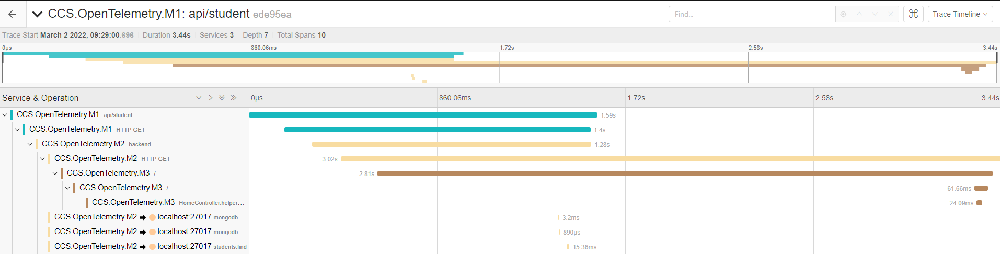 CCS.OpenTelemetry.M1: api/student ede95ea
Find...
Trace Timeline
Trace Start March 2 2022, 09:29:00.696 Duration 3.44s Services 3 Depth 7 Total Spans 10
0μs 860.06ms 1.72s 2.58s 3.44s
Service & Operation 0μs 860.06ms 1.72s 2.58s 3.44s
CCS.OpenTelemetry.M1 api/student 1.59s
CCS.OpenTelemetry.M1 HTTP GET 1.4s
CCS.OpenTelemetry.M2 backend 1.28s
CCS.OpenTelemetry.M2 HTTP GET 3.02s
CCS.OpenTelemetry.M3 / 2.81s
CCS.OpenTelemetry.M3 / 61.66ms
CCS.OpenTelemetry.M3 HomeController.helper... 24.09ms
CCS.OpenTelemetry.M2 localhost:27017 mongodb.... 3.2ms
CCS.OpenTelemetry.M2 localhost:27017 mongodb.... 890μs
CCS.OpenTelemetry.M2 localhost:27017 students.find 15.36ms